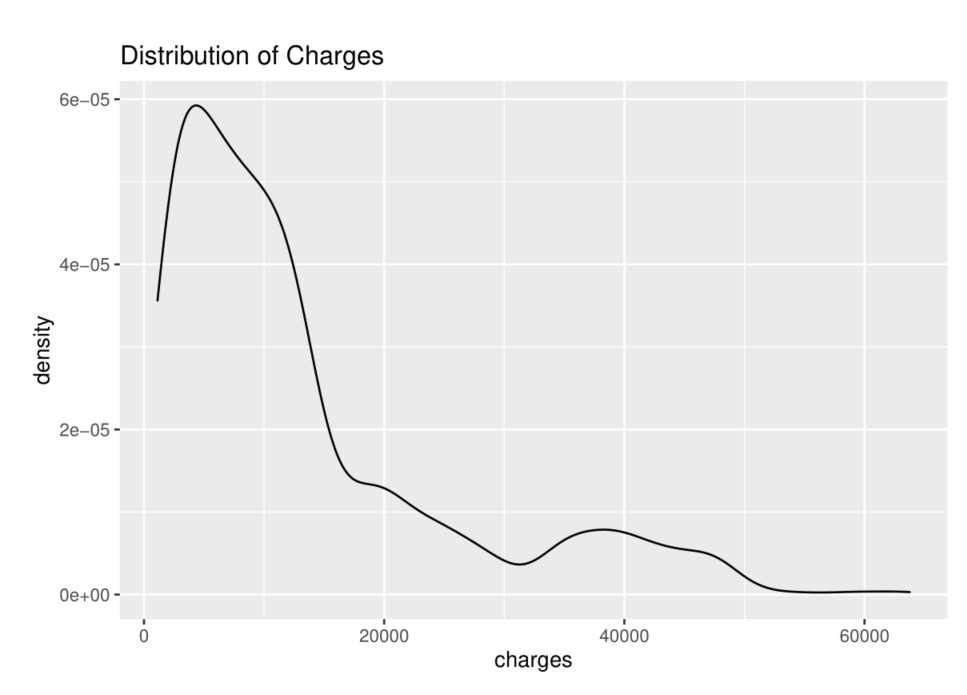 Distribution of Charges
6e−05
4e−05
2e−05
0e+00
density
0
20000
40000
60000
charges